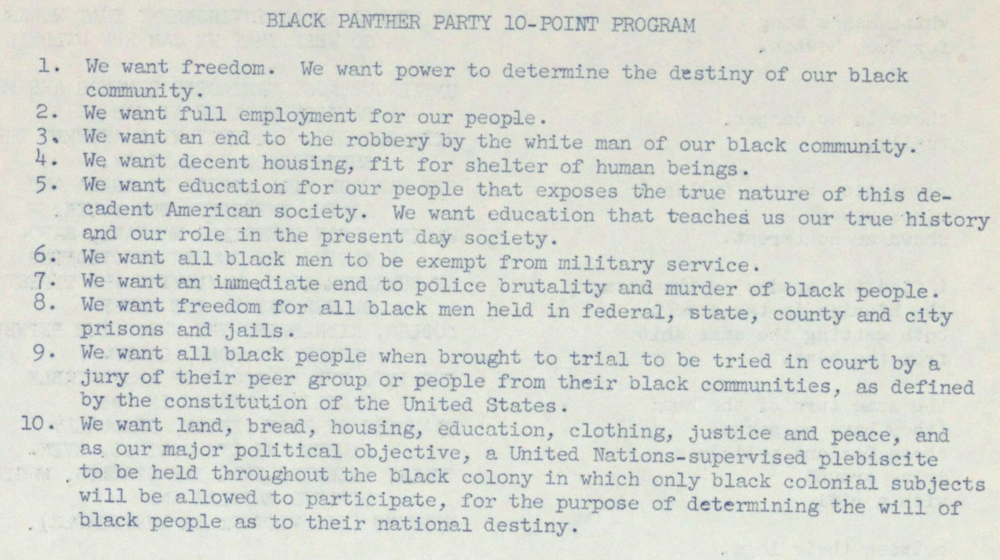 BLACK PANTHER PARTY 10-POINT PROGRAM
1. We want freedom. We want power to determine the destiny of our black
community.
2. We want full employment for our people.
3. We want an end to the robbery by the white man of our black community.
4. We want decent housing, fit for shelter of human beings.
5. We want education for our people that exposes the true nature of this de-
cadent American society. We want education that teaches us our true history
and our role in the present day society.
6. We want all black men to be exempt from military service.
7. We want an immediate end to police brutality and murder of black people.
8. We want freedom for all black men held in federal, state, county and city
prisons and jails.
9. We want all black people when brought to trial to be tried in court by a
jury of their peer group or people from their black communities, as defined
by the constitution of the United States.
10. We want land, bread, housing, education, clothing, justice and peace, and
as our major political objective, a United Nations-supervised plebiscite
to be held throughout the black colony in which only black colonial subjects
will be allowed to participate, for the purpose of determining the will of
black people as to their national destiny.